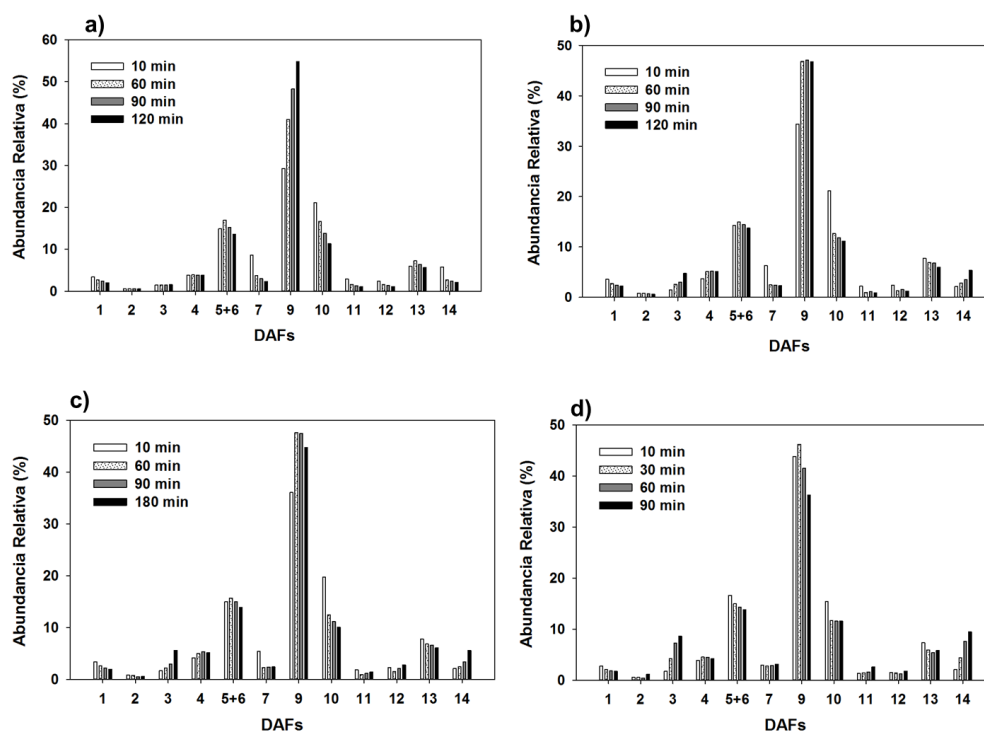 a)
Abundancia Relativa (%)
60
50
40
30
20
10
0
10 min
60 min
90 min
120 min
1 2 3 4 5+6 7 9 10 11 12 13 14
DAFs
b)
Abundancia Relativa (%)
50
40
30
20
10
0
10 min
60 min
90 min
120 min
1 2 3 4 5+6 7 9 10 11 12 13 14
DAFs
c)
Abundancia Relativa (%)
50
40
30
20
10
0
10 min
60 min
90 min
180 min
1 2 3 4 5+6 7 9 10 11 12 13 14
DAFs
d)
Abundancia Relativa (%)
50
40
30
20
10
0
10 min
30 min
60 min
90 min
1 2 3 4 5+6 7 9 10 11 12 13 14
DAFs